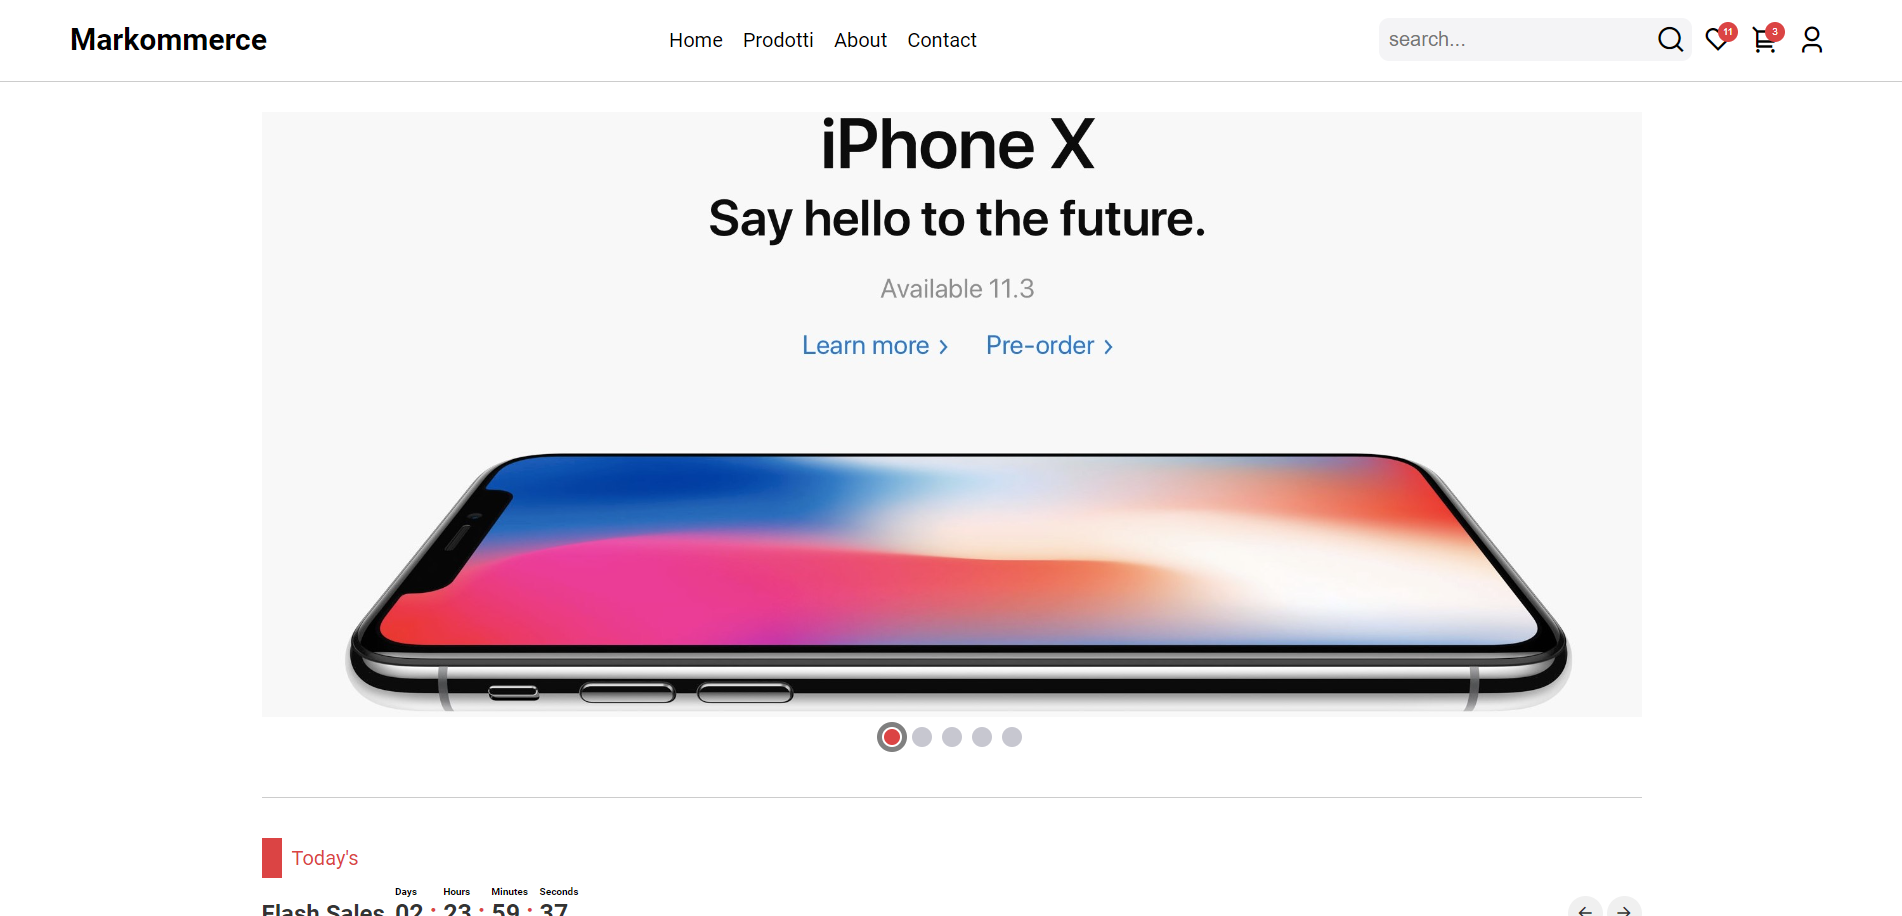 Markommerce
Home Prodotti About Contact
search...
11
3
iPhone X
Say hello to the future.
Available 11.3
Learn more > Pre-order >
Today's
Days Hours Minutes Seconds
Flash Sales 02 : 23 : 59 : 37